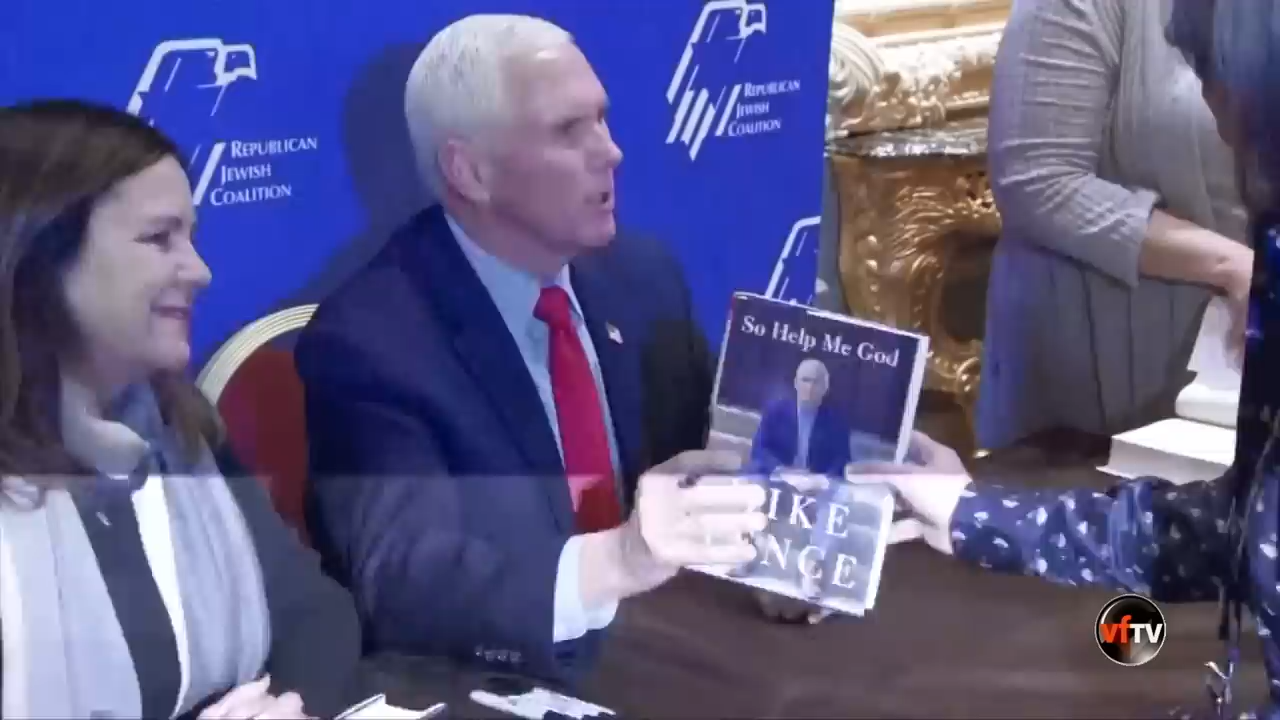 REPUBLICAN
JEWISH
COALITION
REPUBLICAN
JEWISH
COALITION
So Help Me God
IKE
NCE
vfTV